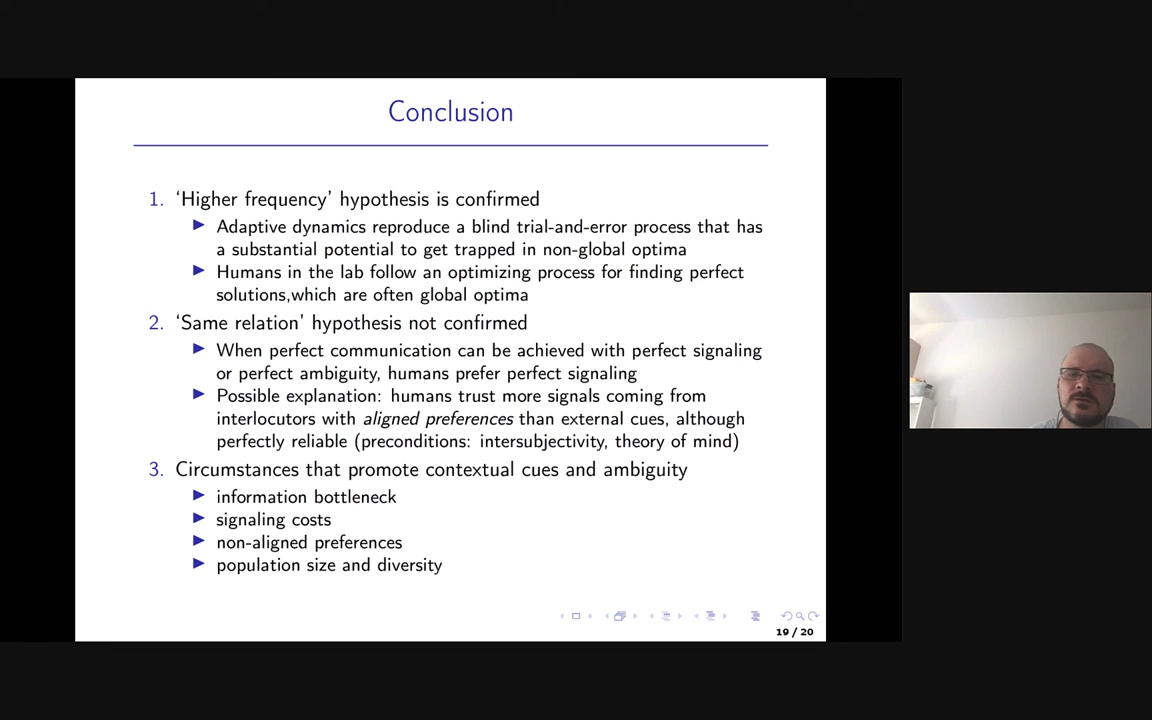 Conclusion
1. ‘Higher frequency’ hypothesis is confirmed
Adaptive dynamics reproduce a blind trial-and-error process that has
a substantial potential to get trapped in non-global optima
Humans in the lab follow an optimizing process for finding perfect
solutions,which are often global optima
2. ‘Same relation’ hypothesis not confirmed
When perfect communication can be achieved with perfect signaling
or perfect ambiguity, humans prefer perfect signaling
Possible explanation: humans trust more signals coming from
interlocutors with aligned preferences than external cues, although
perfectly reliable (preconditions: intersubjectivity, theory of mind)
3. Circumstances that promote contextual cues and ambiguity
information bottleneck
signaling costs
non-aligned preferences
population size and diversity
19 / 20